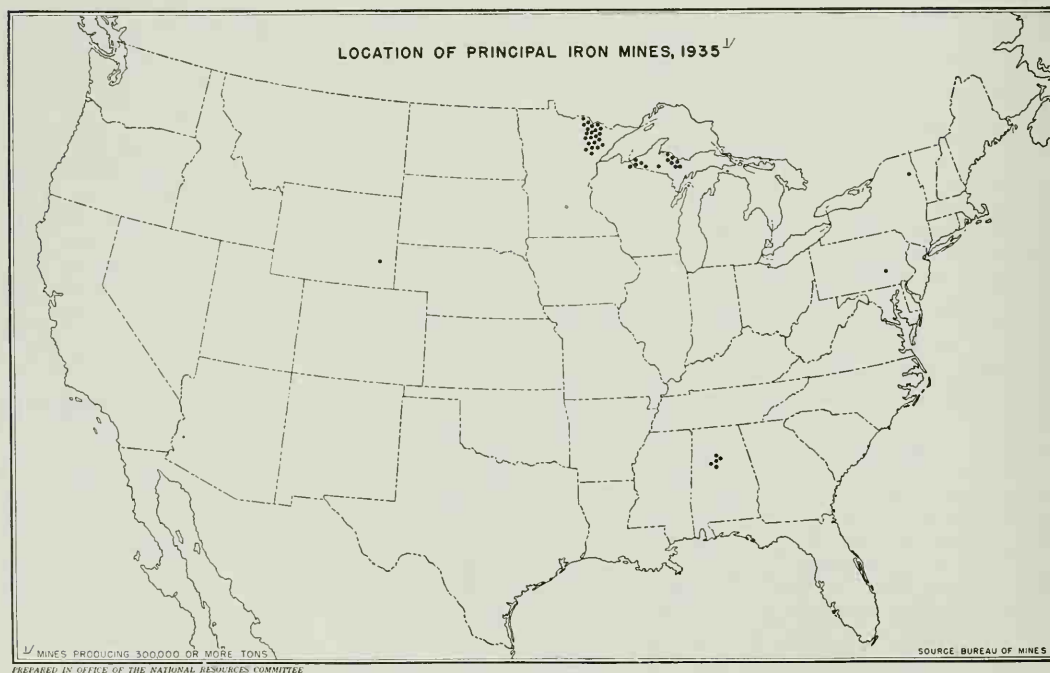 LOCATION OF PRINCIPAL IRON MINES, 1935 1/
1/ MINES PRODUCING 300,000 OR MORE TONS
SOURCE: BUREAU OF MINES
PREPARED IN OFFICE OF THE NATIONAL RESOURCES COMMITTEE